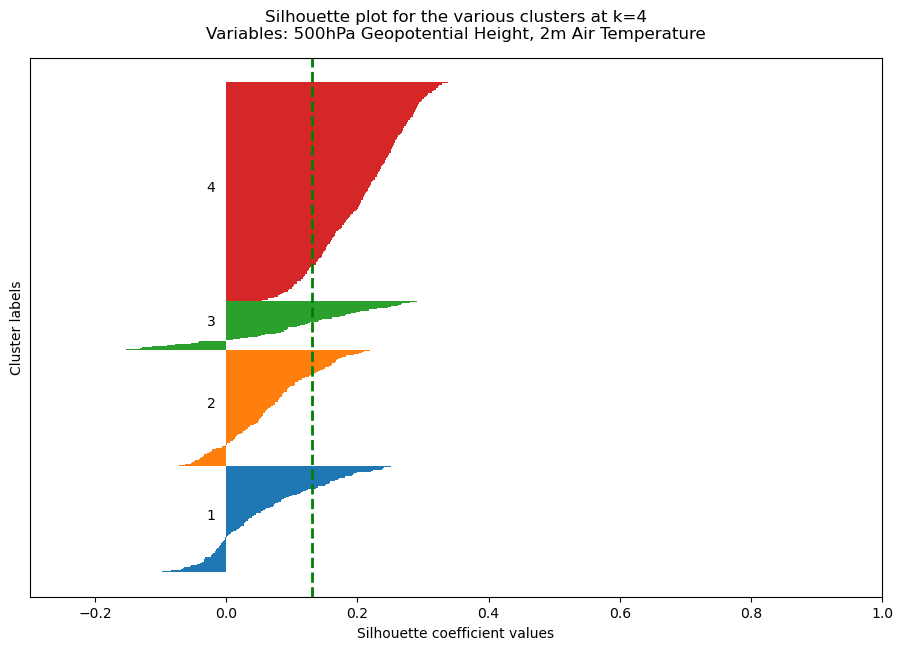 Silhouette plot for the various clusters at k=4
Variables: 500hPa Geopotential Height, 2m Air Temperature
Cluster labels
4
3
2
1
−0.2 0.0 0.2 0.4 0.6 0.8 1.0
Silhouette coefficient values